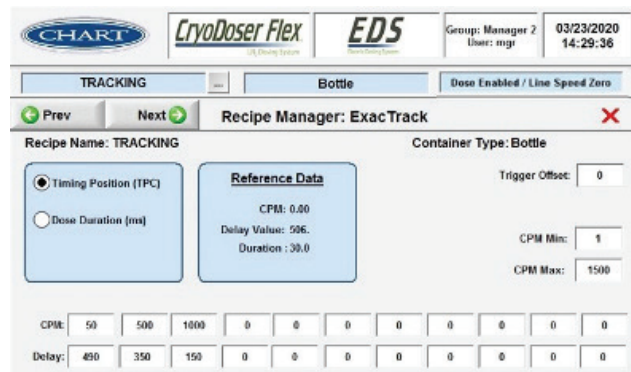 CHART
CryoDoser Flex
LN2 Dosing System
EDS
Group: Manager 2
User: mgr
03/23/2020
14:29:36
TRACKING ... Bottle Dose Enabled / Line Speed Zero
Prev Next Recipe Manager: ExacTrack
Recipe Name: TRACKING Container Type: Bottle
Timing Position (TPC)
Dose Duration (ms)
Reference Data
CPM: 0.00
Delay Value: 506.
Duration : 30.0
Trigger Offset: 0
CPM Min: 1
CPM Max: 1500
CPM: 50 500 1000 0 0 0 0 0 0 0 0
Delay: 490 350 150 0 0 0 0 0 0 0 0